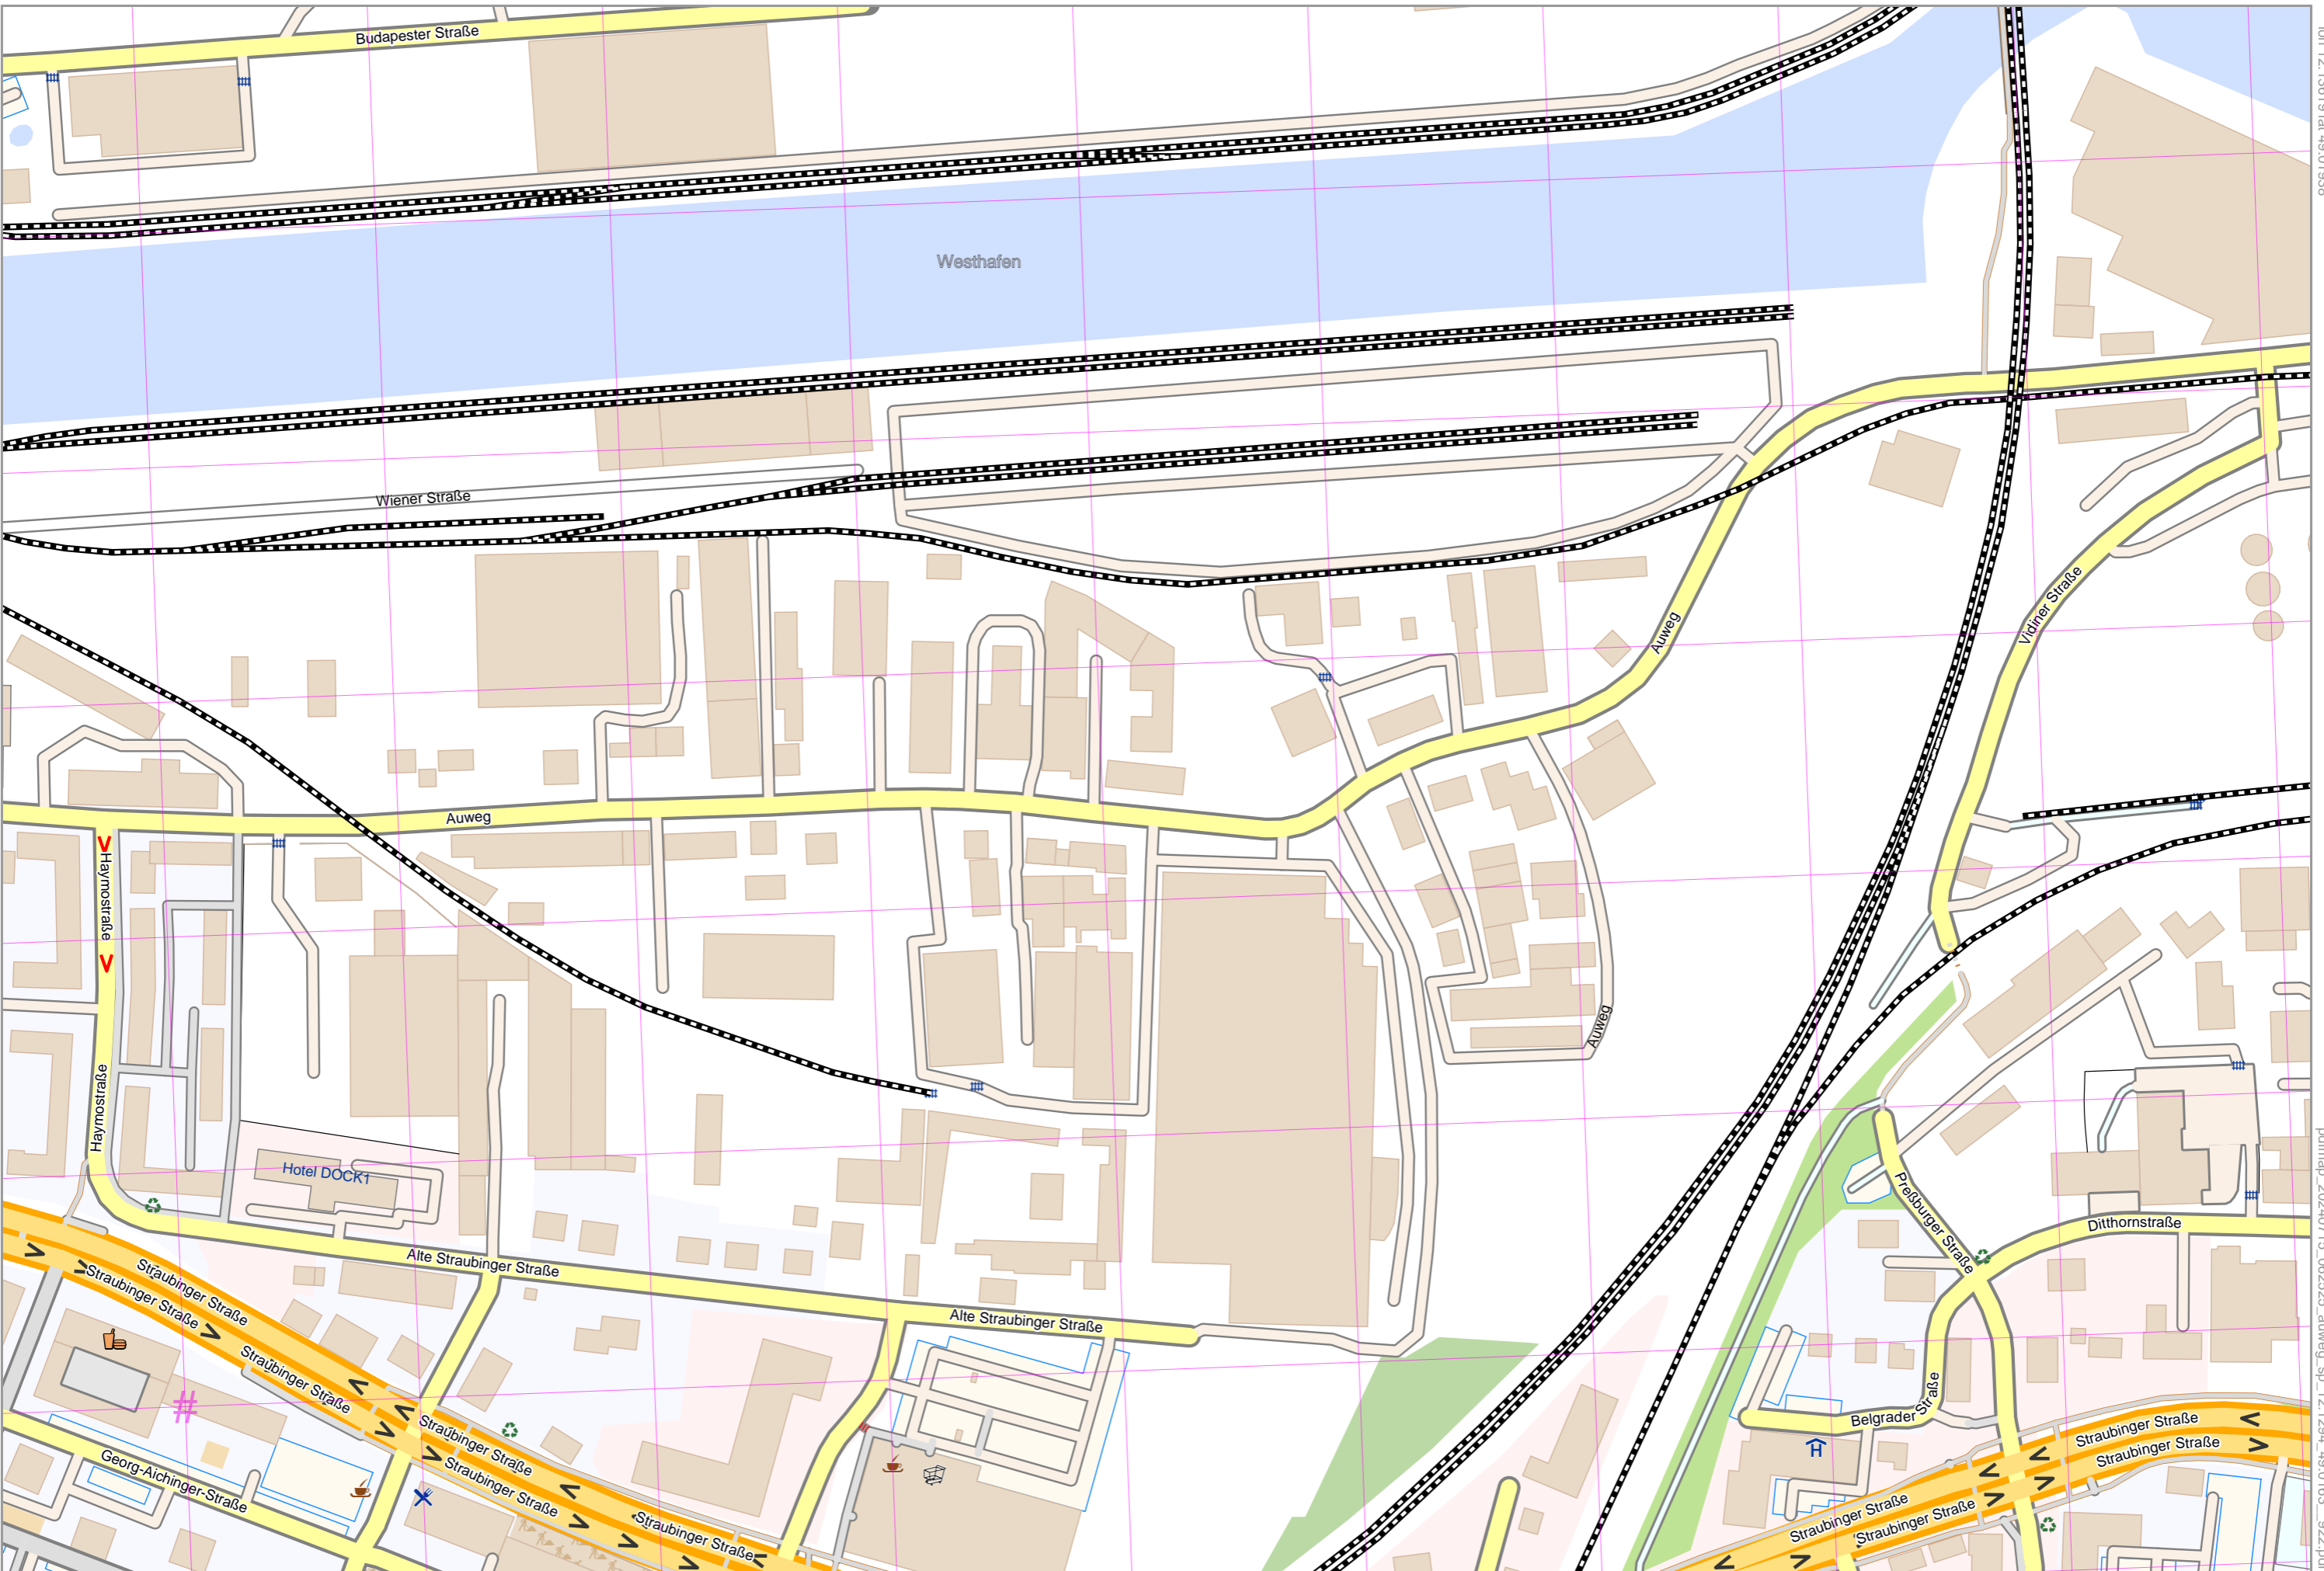 Budapester Straße
Westhafen
Wiener Straße
Auweg
Vidiner Straße
Auweg
Haymostraße
Auweg
Haymostraße
Hotel DOCK1
Preßburger Straße
Ditthornstraße
Alte Straubinger Straße
Straubinger Straße
Straubinger Straße
Alte Straubinger Straße
Straubinger Straße
Belgrader Straße
Straubinger Straße
Straubinger Straße
Straubinger Straße
Georg-Aichinger-Straße
Straubinger Straße
Straubinger Straße
Straubinger Straße
Straubinger Straße